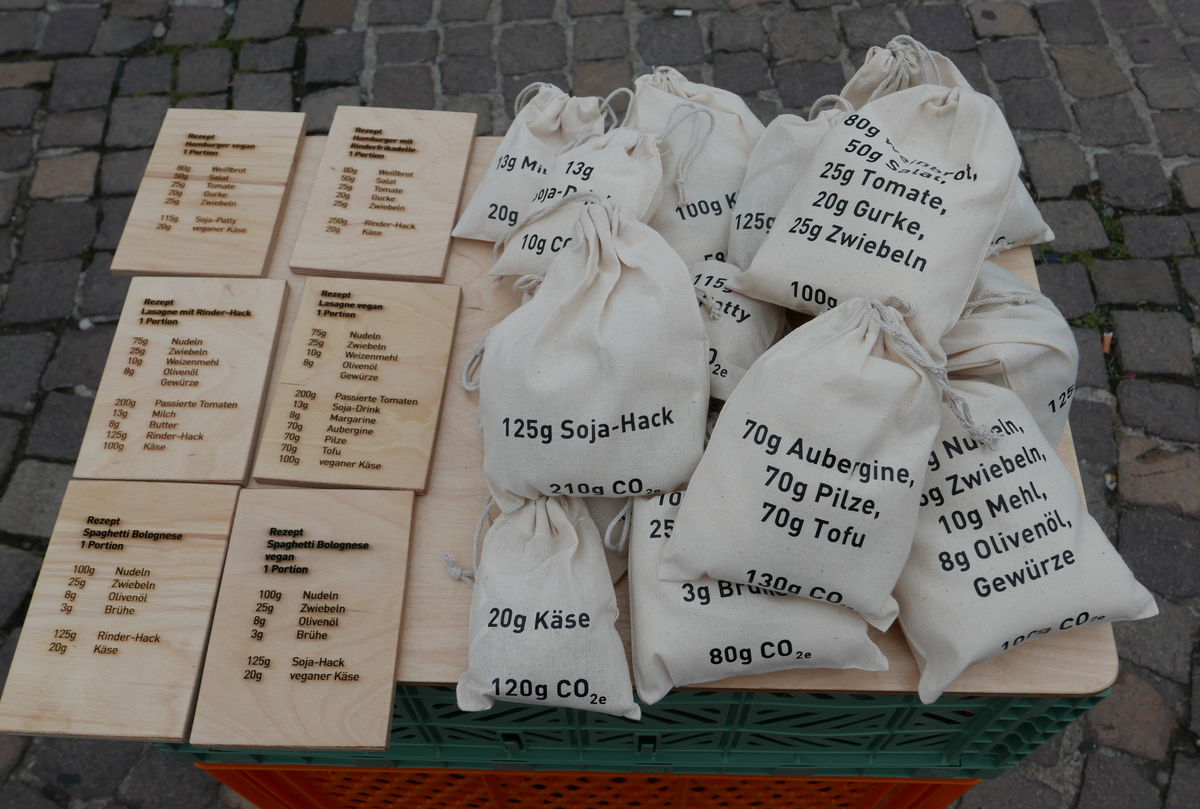 Rezept
Hamburger vegan
1 Portion
80g Weißbrot
50g Salat
25g Tomate
20g Gurke
25g Zwiebeln
115g Soja-Patty
20g veganer Käse
Rezept
Hamburger mit
Rinderfrikadelle
1 Portion
80g Weißbrot
50g Salat
25g Tomate
20g Gurke
25g Zwiebeln
250g Rinder-Hack
20g Käse
Rezept
Lasagne mit Rinder-Hack
1 Portion
75g Nudeln
25g Zwiebeln
10g Weizenmehl
8g Olivenöl
Gewürze
200g Passierte Tomaten
13g Milch
8g Butter
125g Rinder-Hack
100g Käse
Rezept
Lasagne vegan
1 Portion
75g Nudeln
25g Zwiebeln
10g Weizenmehl
8g Olivenöl
Gewürze
200g Passierte Tomaten
13g Soja-Drink
8g Margarine
70g Aubergine
70g Pilze
70g Tofu
100g veganer Käse
Rezept
Spaghetti Bolognese
1 Portion
100g Nudeln
25g Zwiebeln
8g Olivenöl
3g Brühe
125g Rinder-Hack
20g Käse
Rezept
Spaghetti Bolognese
vegan
1 Portion
100g Nudeln
25g Zwiebeln
8g Olivenöl
3g Brühe
125g Soja-Hack
20g veganer Käse
13g
20g
13g
10g
100g
125g
80g Weißbrot,
50g Salat,
25g Tomate,
20g Gurke,
25g Zwiebeln
100g
115g
2e
125g Soja-Hack
210g CO2e
70g Aubergine,
70g Pilze,
70g Tofu
130g CO
Nudeln,
Zwiebeln,
10g Mehl,
8g Olivenöl,
Gewürze
100g CO2e
3g Brühe
80g CO2e
20g Käse
120g CO2e